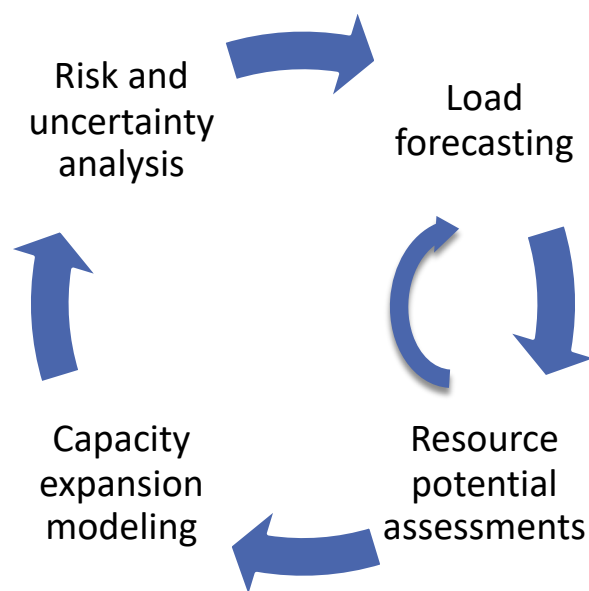 Risk and
uncertainty
analysis
Load
forecasting
Resource
potential
assessments
Capacity
expansion
modeling